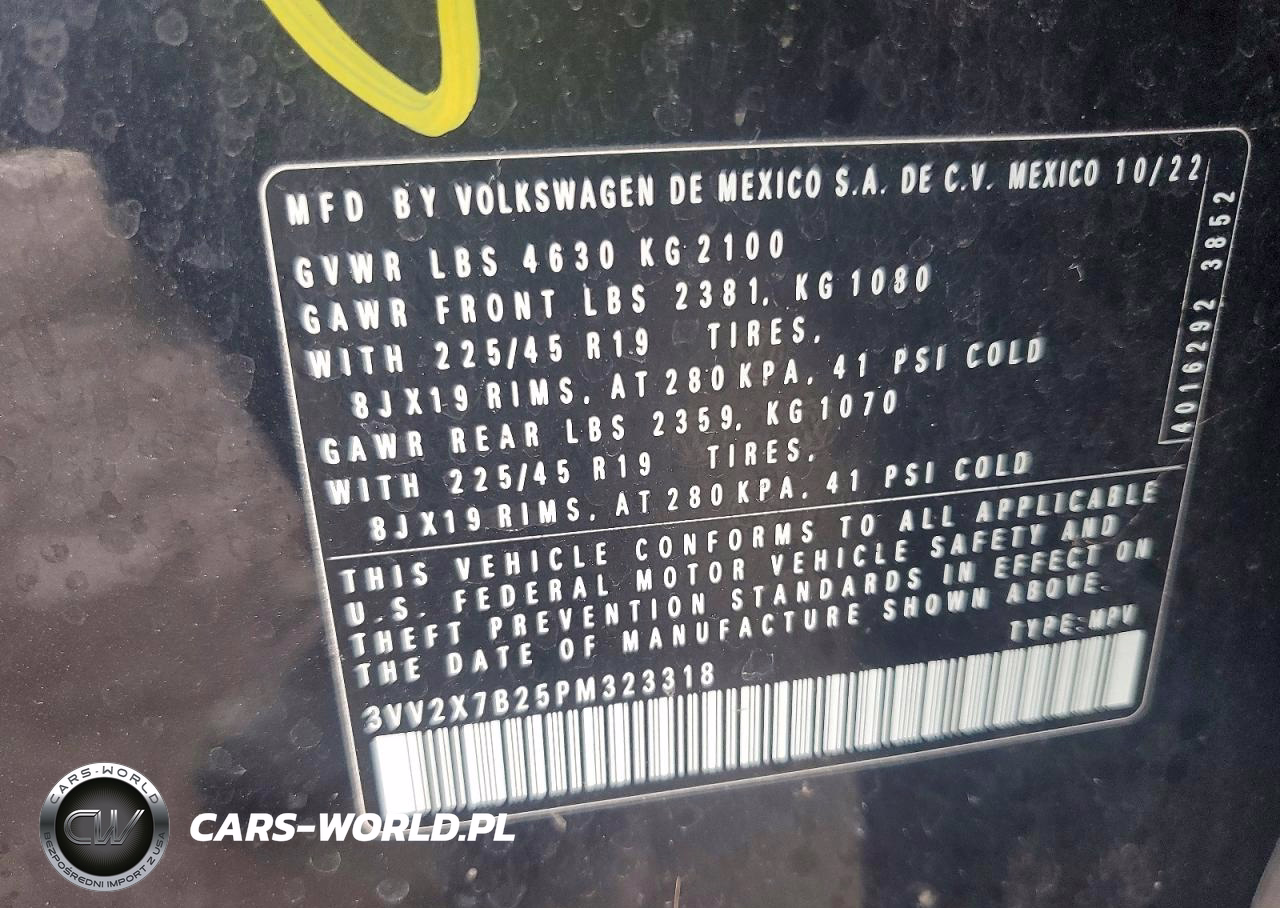 MFD BY VOLKSWAGEN DE MEXICO S.A. DE C.V. MEXICO 10/22
GVWR LBS 4630 KG 2100
GAWR FRONT LBS 2381, KG 1080
WITH 225/45 R19 TIRES,
8JX19 RIMS, AT 280 KPA, 41 PSI COLD
GAWR REAR LBS 2359, KG 1070
WITH 225/45 R19 TIRES,
8JX19 RIMS, AT 280 KPA, 41 PSI COLD
4016292 3852
THIS VEHICLE CONFORMS TO ALL APPLICABLE
U.S. FEDERAL MOTOR VEHICLE SAFETY AND
THEFT PREVENTION STANDARDS IN EFFECT ON
THE DATE OF MANUFACTURE SHOWN ABOVE.
TYPE: MPV
3VV2X7B25PM323318
CARS-WORLD
CW
BEZPOŚREDNI IMPORT Z USA
CARS-WORLD.PL